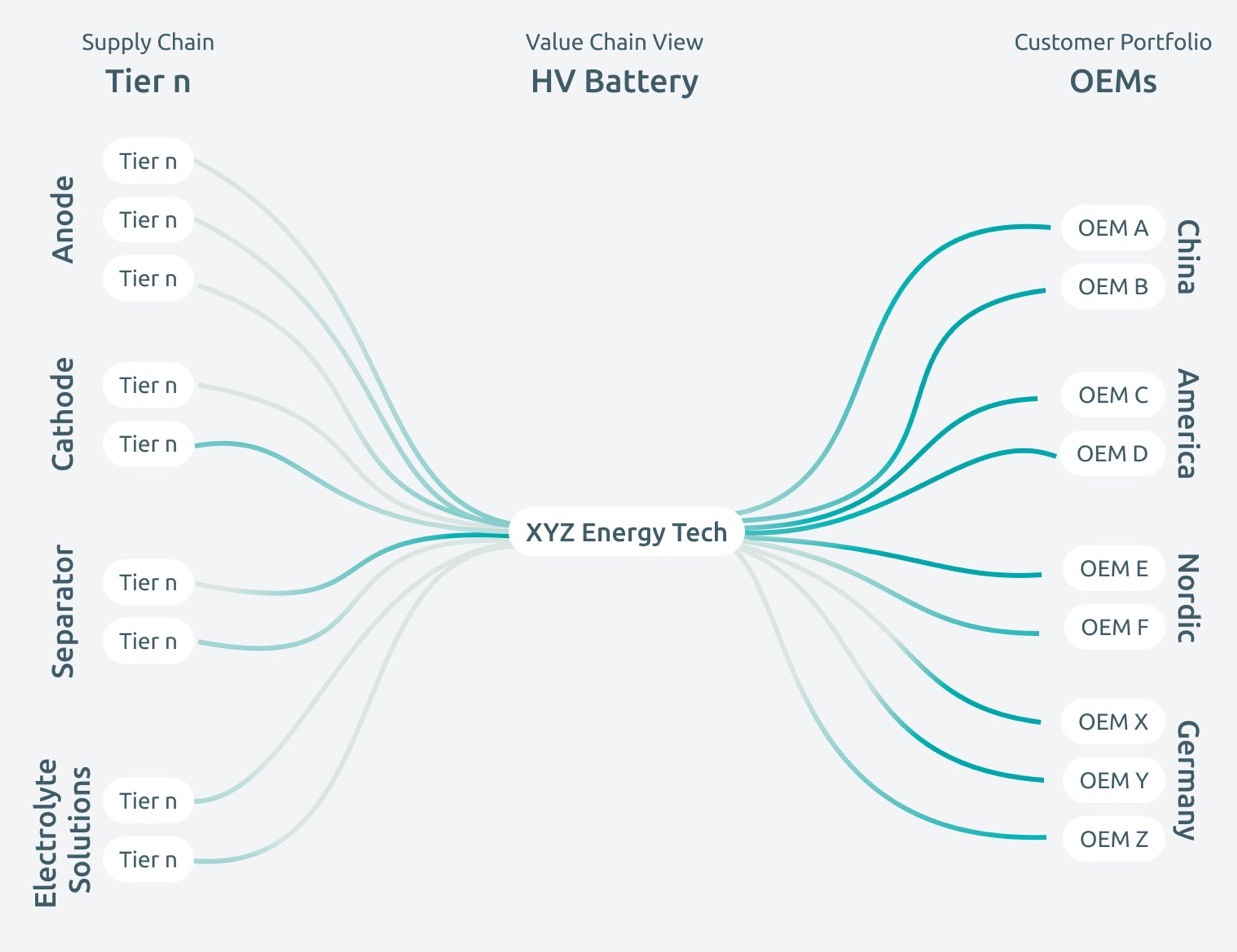 Supply Chain
Tier n
Value Chain View
HV Battery
Customer Portfolio
OEMs
Anode
Tier n
Tier n
Tier n
Cathode
Tier n
Tier n
Separator
Tier n
Tier n
Electrolyte
Solutions
Tier n
Tier n
XYZ Energy Tech
OEM A
OEM B
China
OEM C
OEM D
America
OEM E
OEM F
Nordic
OEM X
OEM Y
OEM Z
Germany